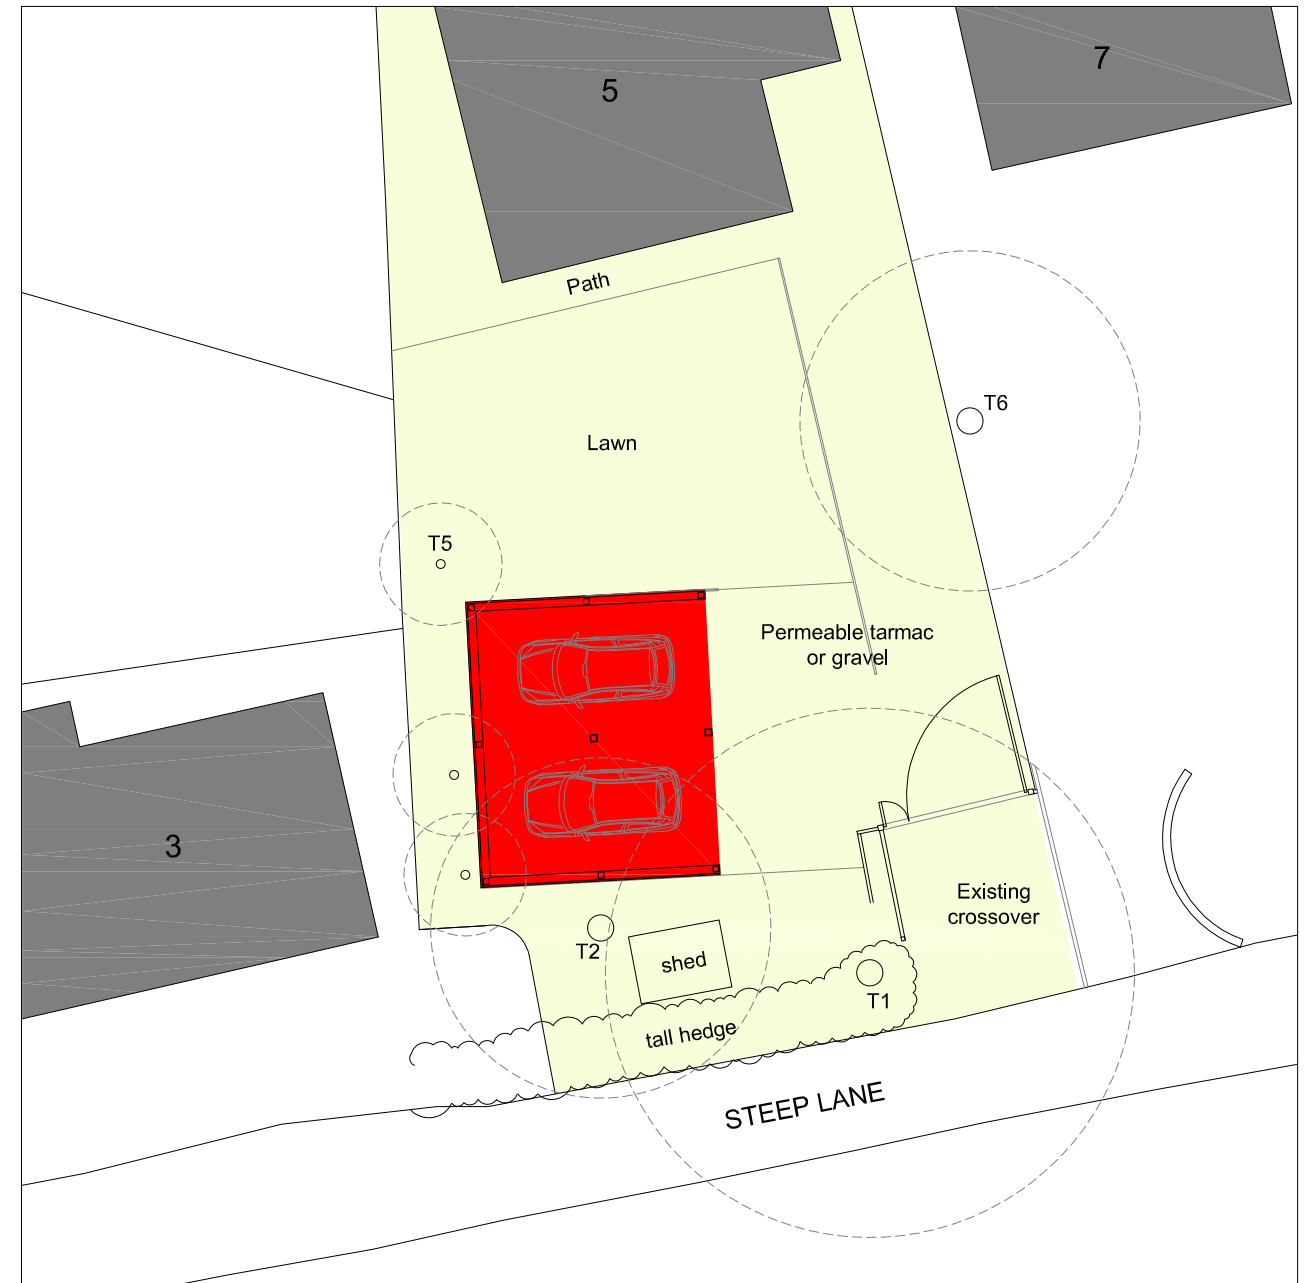 5
7
Path
T6
Lawn
T5
Permeable tarmac
or gravel
3
Existing
crossover
T2
shed
T1
tall hedge
STEEP LANE